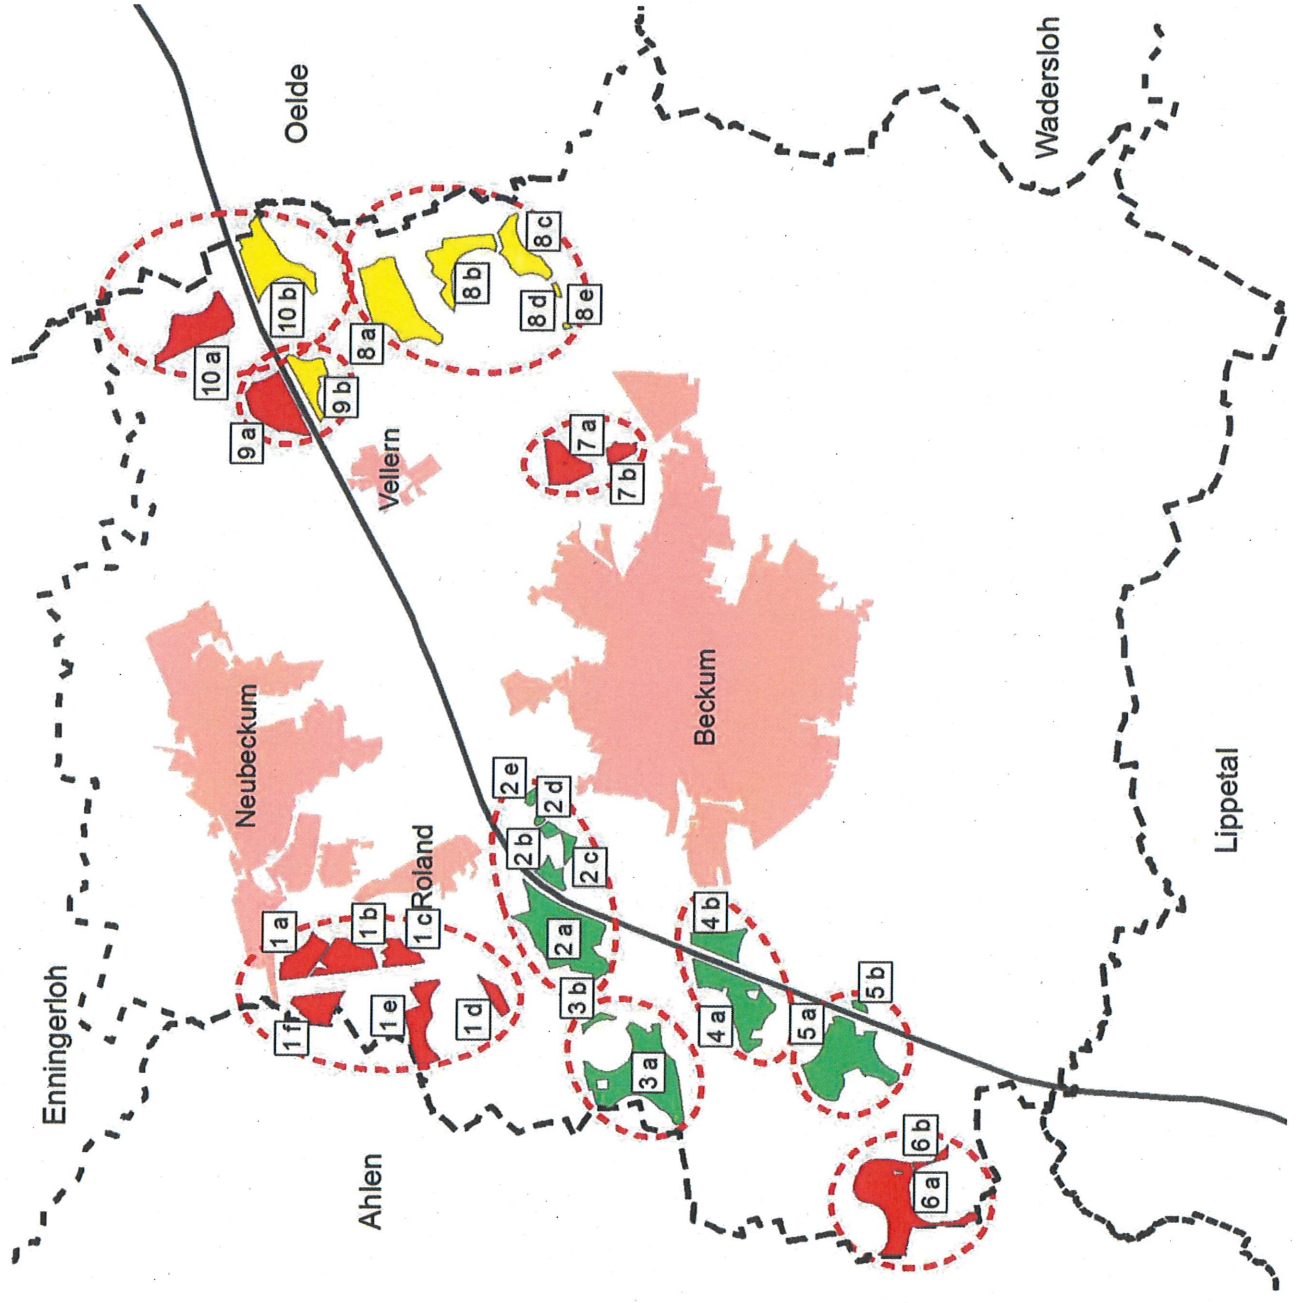 Enningerloh
Ahlen
Neubeckum
Roland
Vellern
Beckum
Oelde
Wadersloh
Lippetal
1 a
1 b
1 c
1 d
1 e
1 f
2 a
2 b
2 c
2 d
2 e
3 a
3 b
4 a
4 b
5 a
5 b
6 a
6 b
7 a
7 b
8 a
8 b
8 c
8 d
8 e
9 a
9 b
10 a
10 b